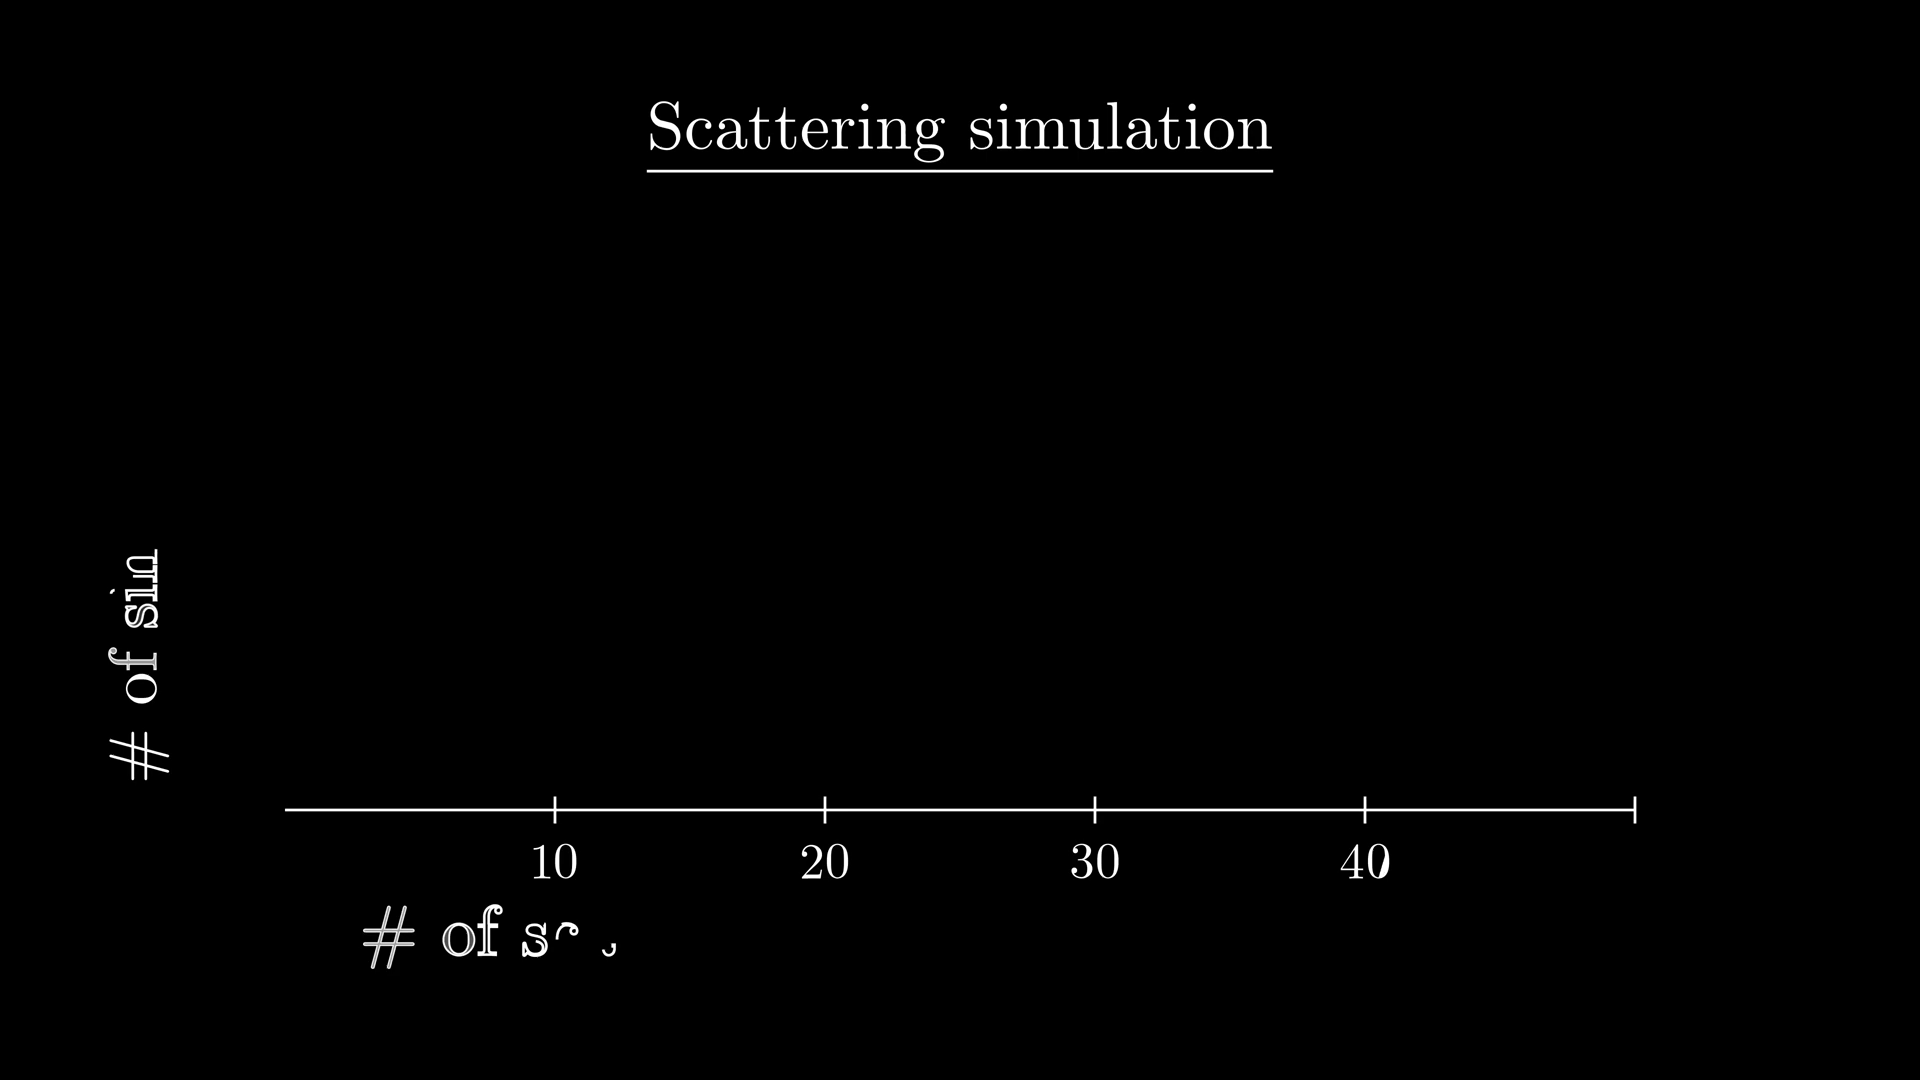 Scattering simulation
# of
10 20 30 40
# of